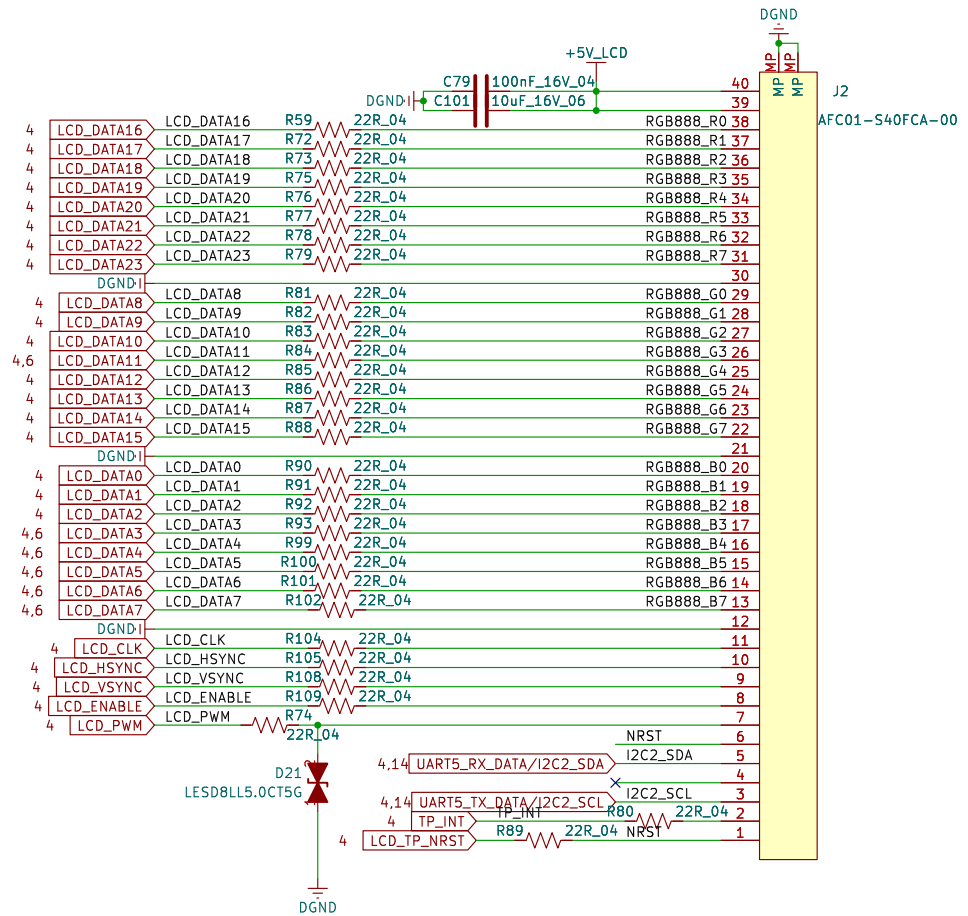 DGND
+5V_LCD
MP MP
C79 100nF_16V_04
MP MP
40
J2
DGND
C101 10uF_16V_06
39
AFC01-S40FCA-00
4 LCD_DATA16 LCD_DATA16 R59 22R_04 RGB888_R0 38
4 LCD_DATA17 LCD_DATA17 R72 22R_04 RGB888_R1 37
4 LCD_DATA18 LCD_DATA18 R73 22R_04 RGB888_R2 36
4 LCD_DATA19 LCD_DATA19 R75 22R_04 RGB888_R3 35
4 LCD_DATA20 LCD_DATA20 R76 22R_04 RGB888_R4 34
4 LCD_DATA21 LCD_DATA21 R77 22R_04 RGB888_R5 33
4 LCD_DATA22 LCD_DATA22 R78 22R_04 RGB888_R6 32
4 LCD_DATA23 LCD_DATA23 R79 22R_04 RGB888_R7 31
DGND 30
4 LCD_DATA8 LCD_DATA8 R81 22R_04 RGB888_G0 29
4 LCD_DATA9 LCD_DATA9 R82 22R_04 RGB888_G1 28
4 LCD_DATA10 LCD_DATA10 R83 22R_04 RGB888_G2 27
4,6 LCD_DATA11 LCD_DATA11 R84 22R_04 RGB888_G3 26
4 LCD_DATA12 LCD_DATA12 R85 22R_04 RGB888_G4 25
4 LCD_DATA13 LCD_DATA13 R86 22R_04 RGB888_G5 24
4 LCD_DATA14 LCD_DATA14 R87 22R_04 RGB888_G6 23
4 LCD_DATA15 LCD_DATA15 R88 22R_04 RGB888_G7 22
DGND 21
4 LCD_DATA0 LCD_DATA0 R90 22R_04 RGB888_B0 20
4 LCD_DATA1 LCD_DATA1 R91 22R_04 RGB888_B1 19
4 LCD_DATA2 LCD_DATA2 R92 22R_04 RGB888_B2 18
4,6 LCD_DATA3 LCD_DATA3 R93 22R_04 RGB888_B3 17
4,6 LCD_DATA4 LCD_DATA4 R99 22R_04 RGB888_B4 16
4,6 LCD_DATA5 LCD_DATA5 R100 22R_04 RGB888_B5 15
4,6 LCD_DATA6 LCD_DATA6 R101 22R_04 RGB888_B6 14
4,6 LCD_DATA7 LCD_DATA7 R102 22R_04 RGB888_B7 13
DGND 12
4 LCD_CLK LCD_CLK R104 22R_04 11
4 LCD_HSYNC LCD_HSYNC R105 22R_04 10
4 LCD_VSYNC LCD_VSYNC R108 22R_04 9
4 LCD_ENABLE LCD_ENABLE R109 22R_04 8
4 LCD_PWM LCD_PWM R74 22R_04 7
NRST 6
4,14 UART5_RX_DATA/I2C2_SDA I2C2_SDA 5
D21
LESD8LL5.0CT5G
4
4,14 UART5_TX_DATA/I2C2_SCL I2C2_SCL 3
4 TP_INT TP_INT R80 22R_04 2
4 LCD_TP_NRST R89 22R_04 NRST 1
DGND